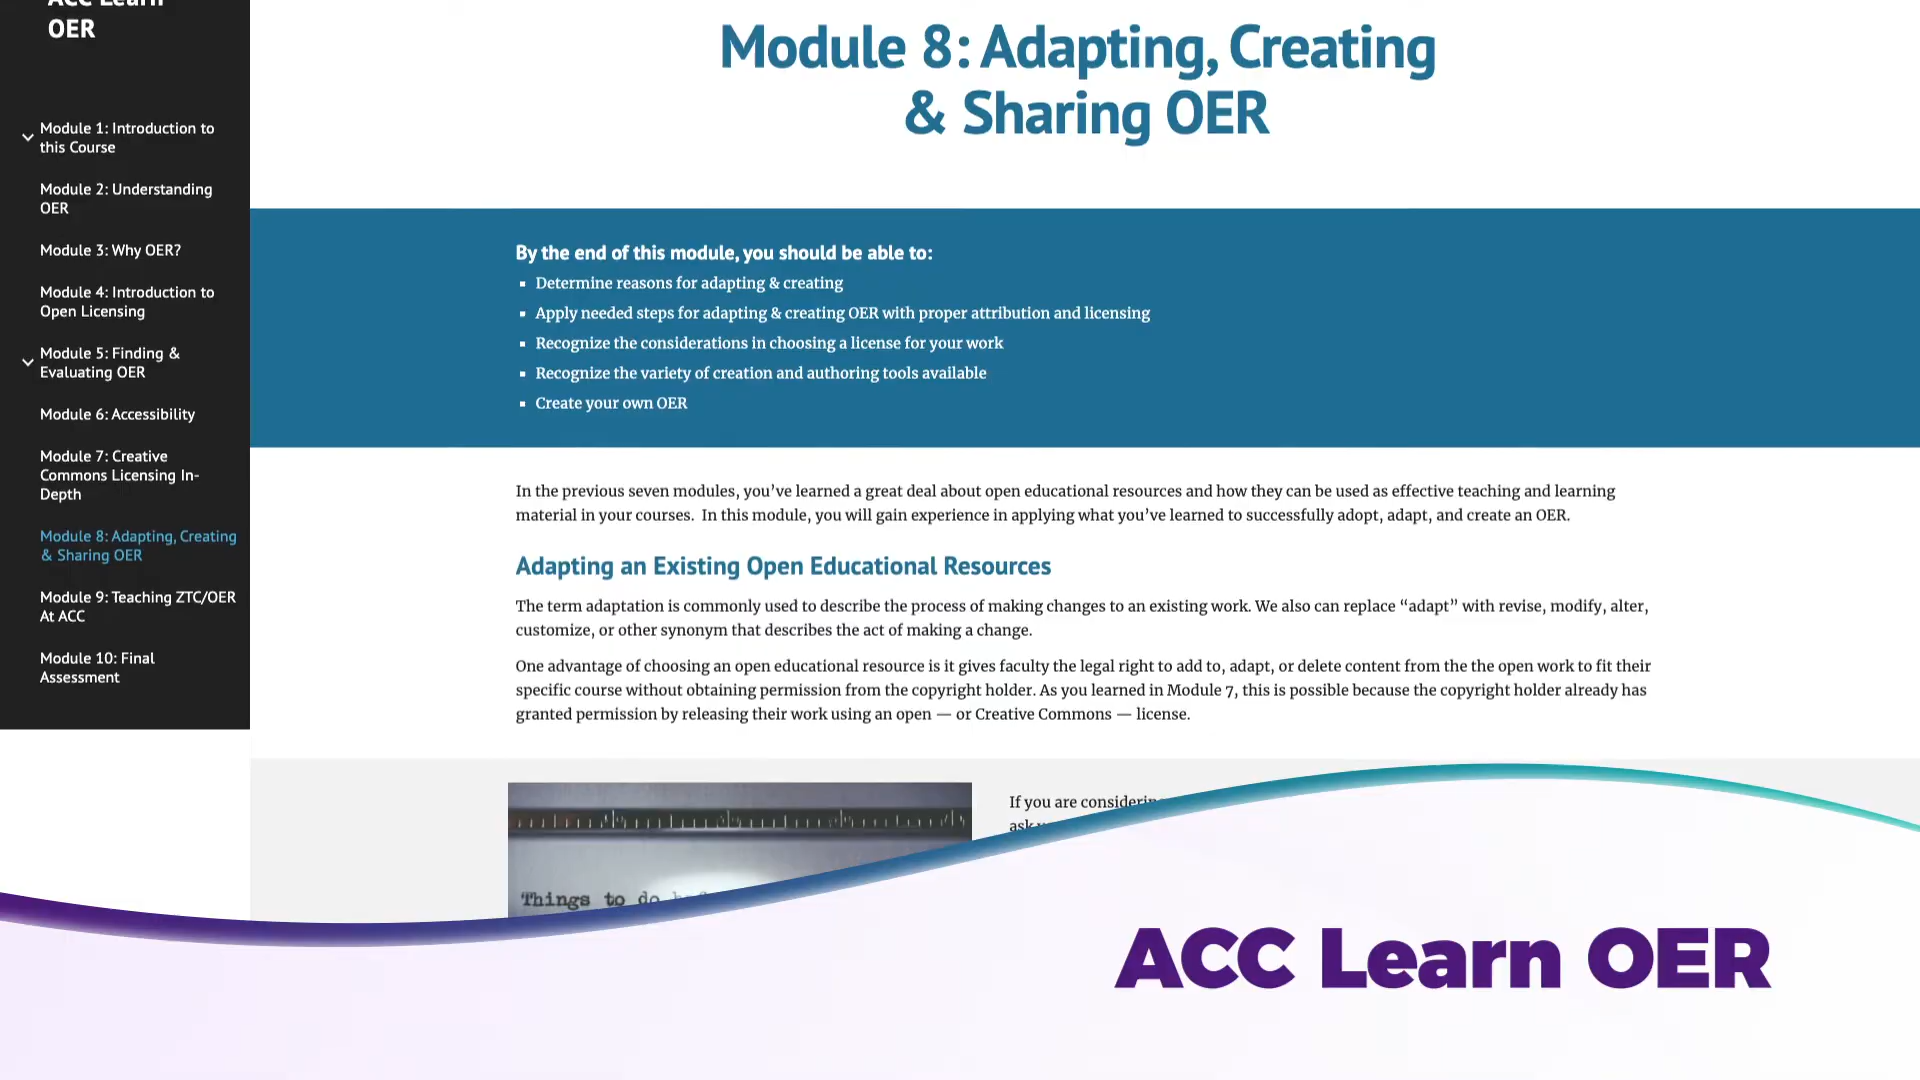 ACC Learn
OER
Module 1: Introduction to
this Course
Module 2: Understanding
OER
Module 3: Why OER?
Module 4: Introduction to
Open Licensing
Module 5: Finding &
Evaluating OER
Module 6: Accessibility
Module 7: Creative
Commons Licensing In-
Depth
Module 8: Adapting, Creating
& Sharing OER
Module 9: Teaching ZTC/OER
At ACC
Module 10: Final
Assessment
Module 8: Adapting, Creating
& Sharing OER
By the end of this module, you should be able to:
Determine reasons for adapting & creating
Apply needed steps for adapting & creating OER with proper attribution and licensing
Recognize the considerations in choosing a license for your work
Recognize the variety of creation and authoring tools available
Create your own OER
In the previous seven modules, you’ve learned a great deal about open educational resources and how they can be used as effective teaching and learning
material in your courses.  In this module, you will gain experience in applying what you’ve learned to successfully adopt, adapt, and create an OER.
Adapting an Existing Open Educational Resources
The term adaptation is commonly used to describe the process of making changes to an existing work. We also can replace “adapt” with revise, modify, alter,
customize, or other synonym that describes the act of making a change.
One advantage of choosing an open educational resource is it gives faculty the legal right to add to, adapt, or delete content from the the open work to fit their
specific course without obtaining permission from the copyright holder. As you learned in Module 7, this is possible because the copyright holder already has
granted permission by releasing their work using an open — or Creative Commons — license.
If you are considering
ask
Things to do
ACC Learn OER